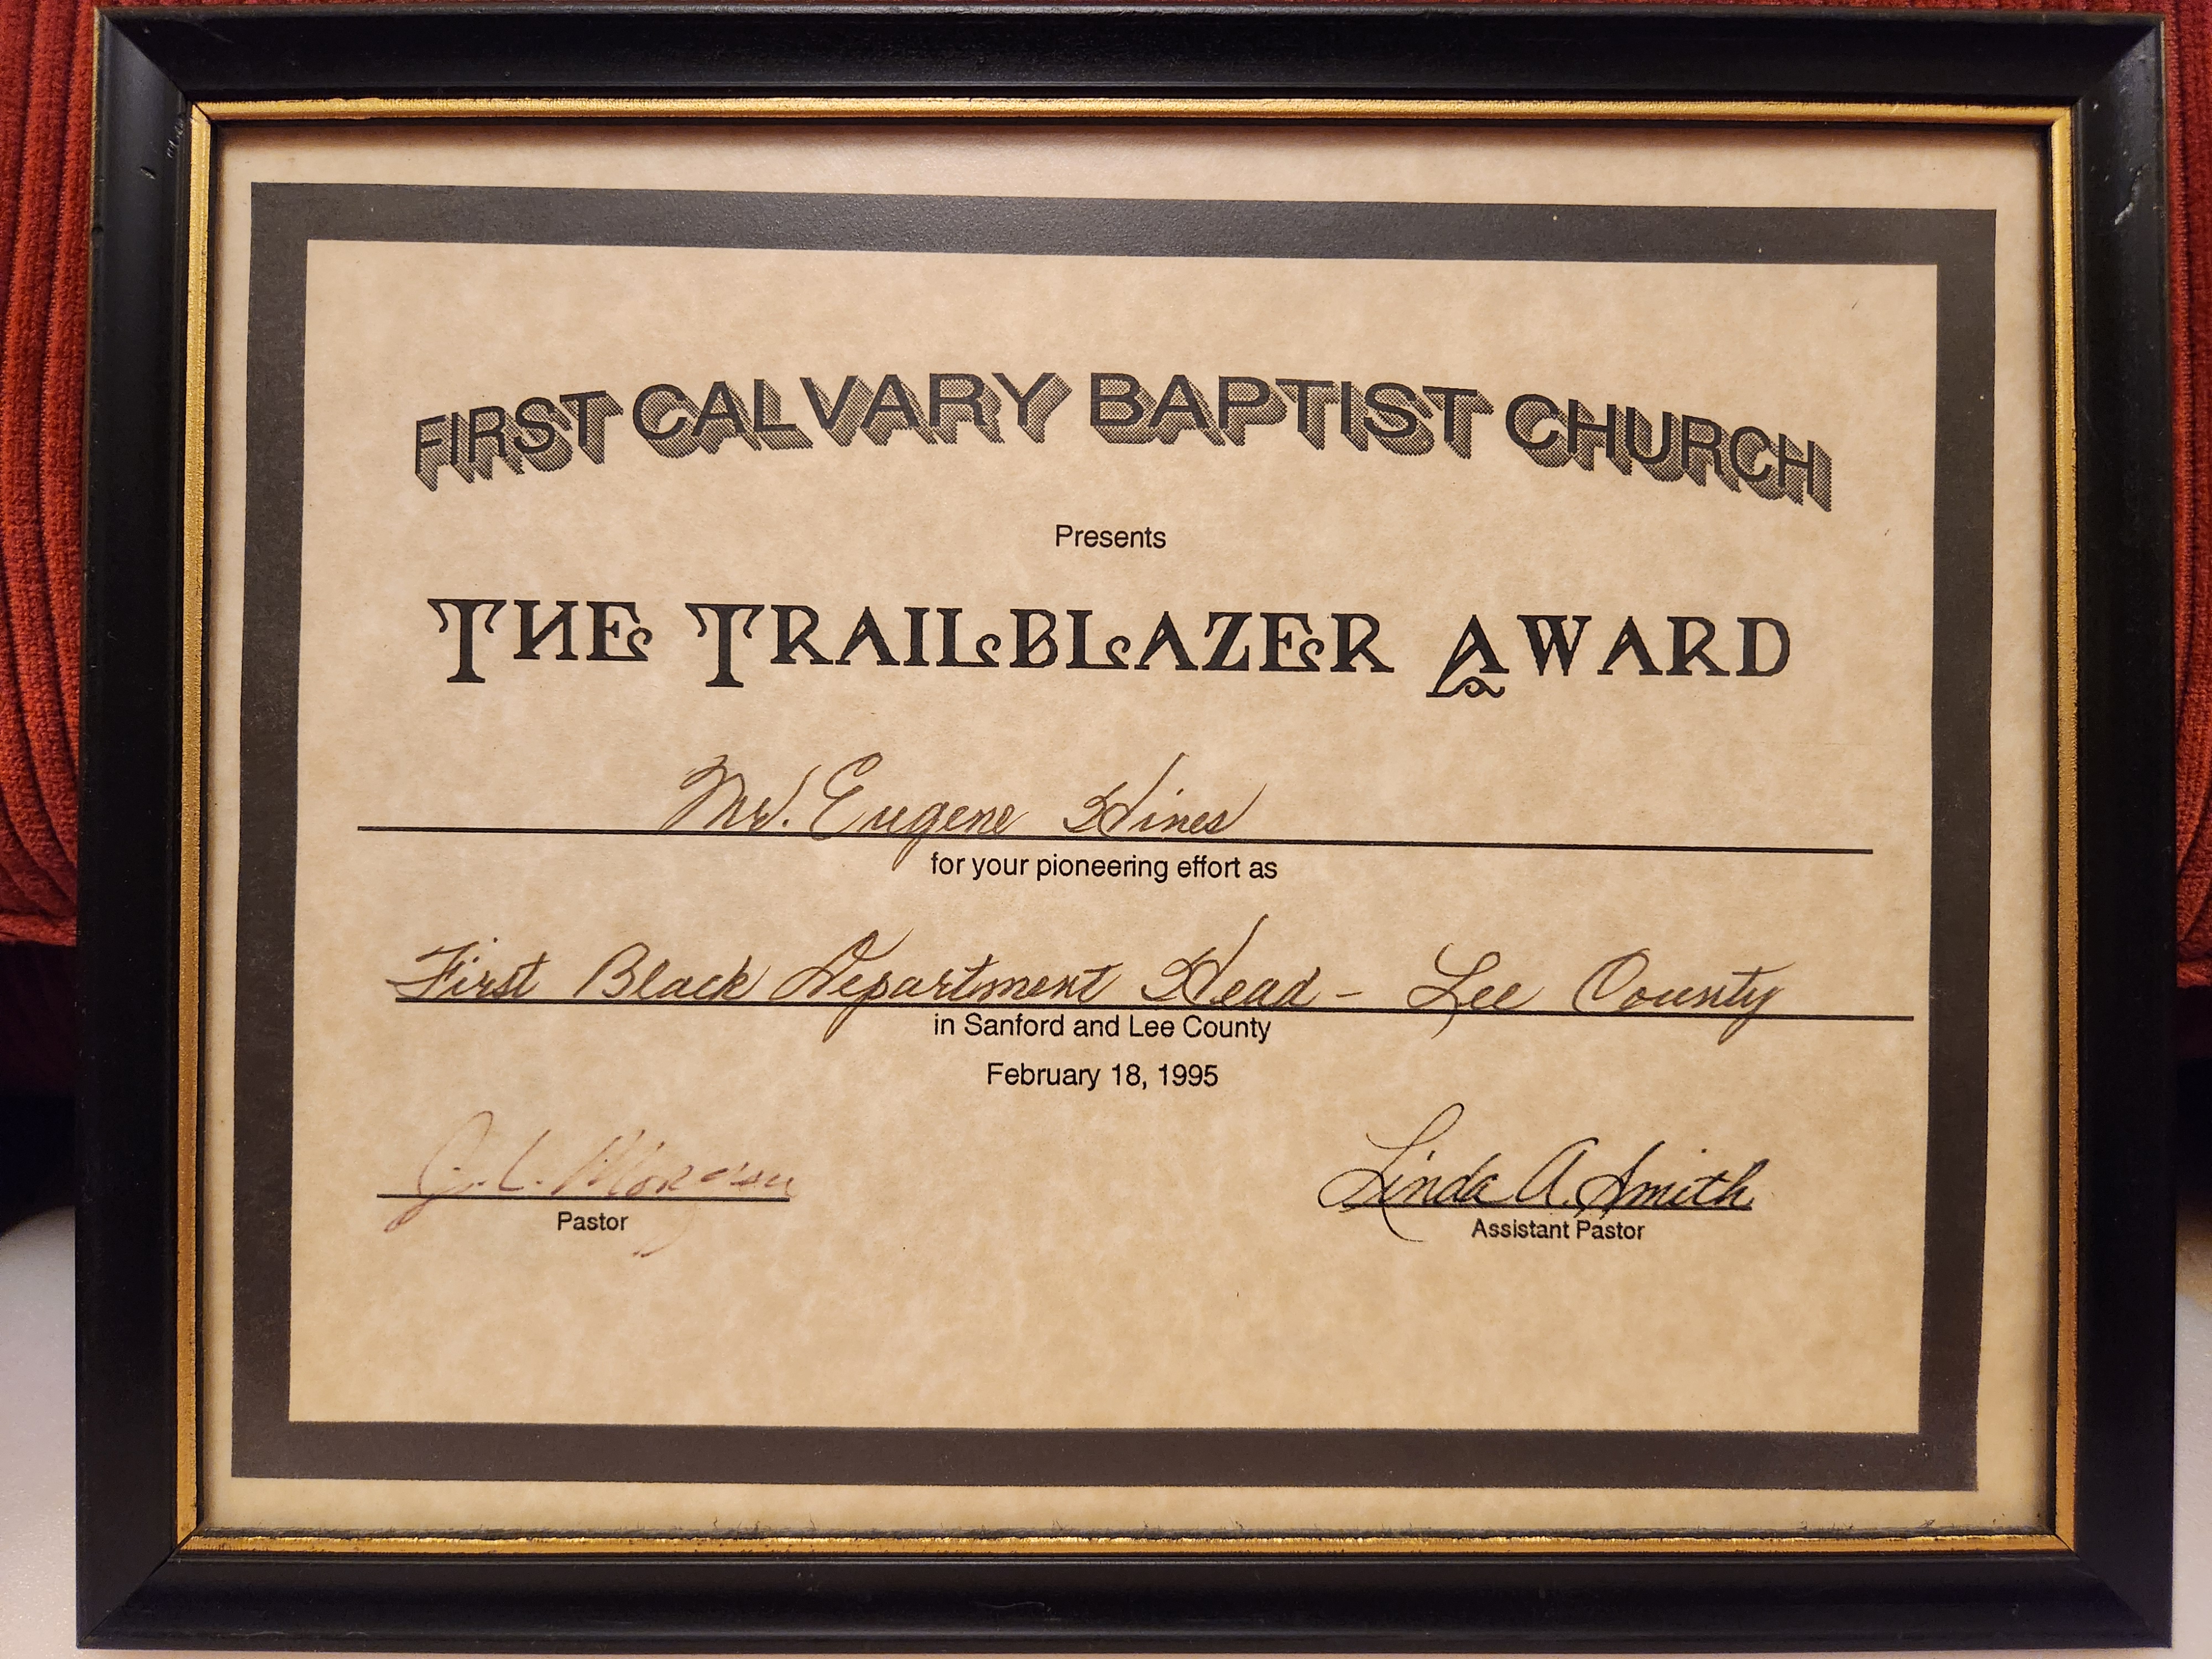 FIRST CALVARY BAPTIST CHURCH
Presents
THE TRAILBLAZER AWARD
Mr. Eugene Hines
for your pioneering effort as
First Black Department Head - Lee County
in Sanford and Lee County
February 18, 1995
J. L. Morgan
Linda A. Smith
Pastor
Assistant Pastor